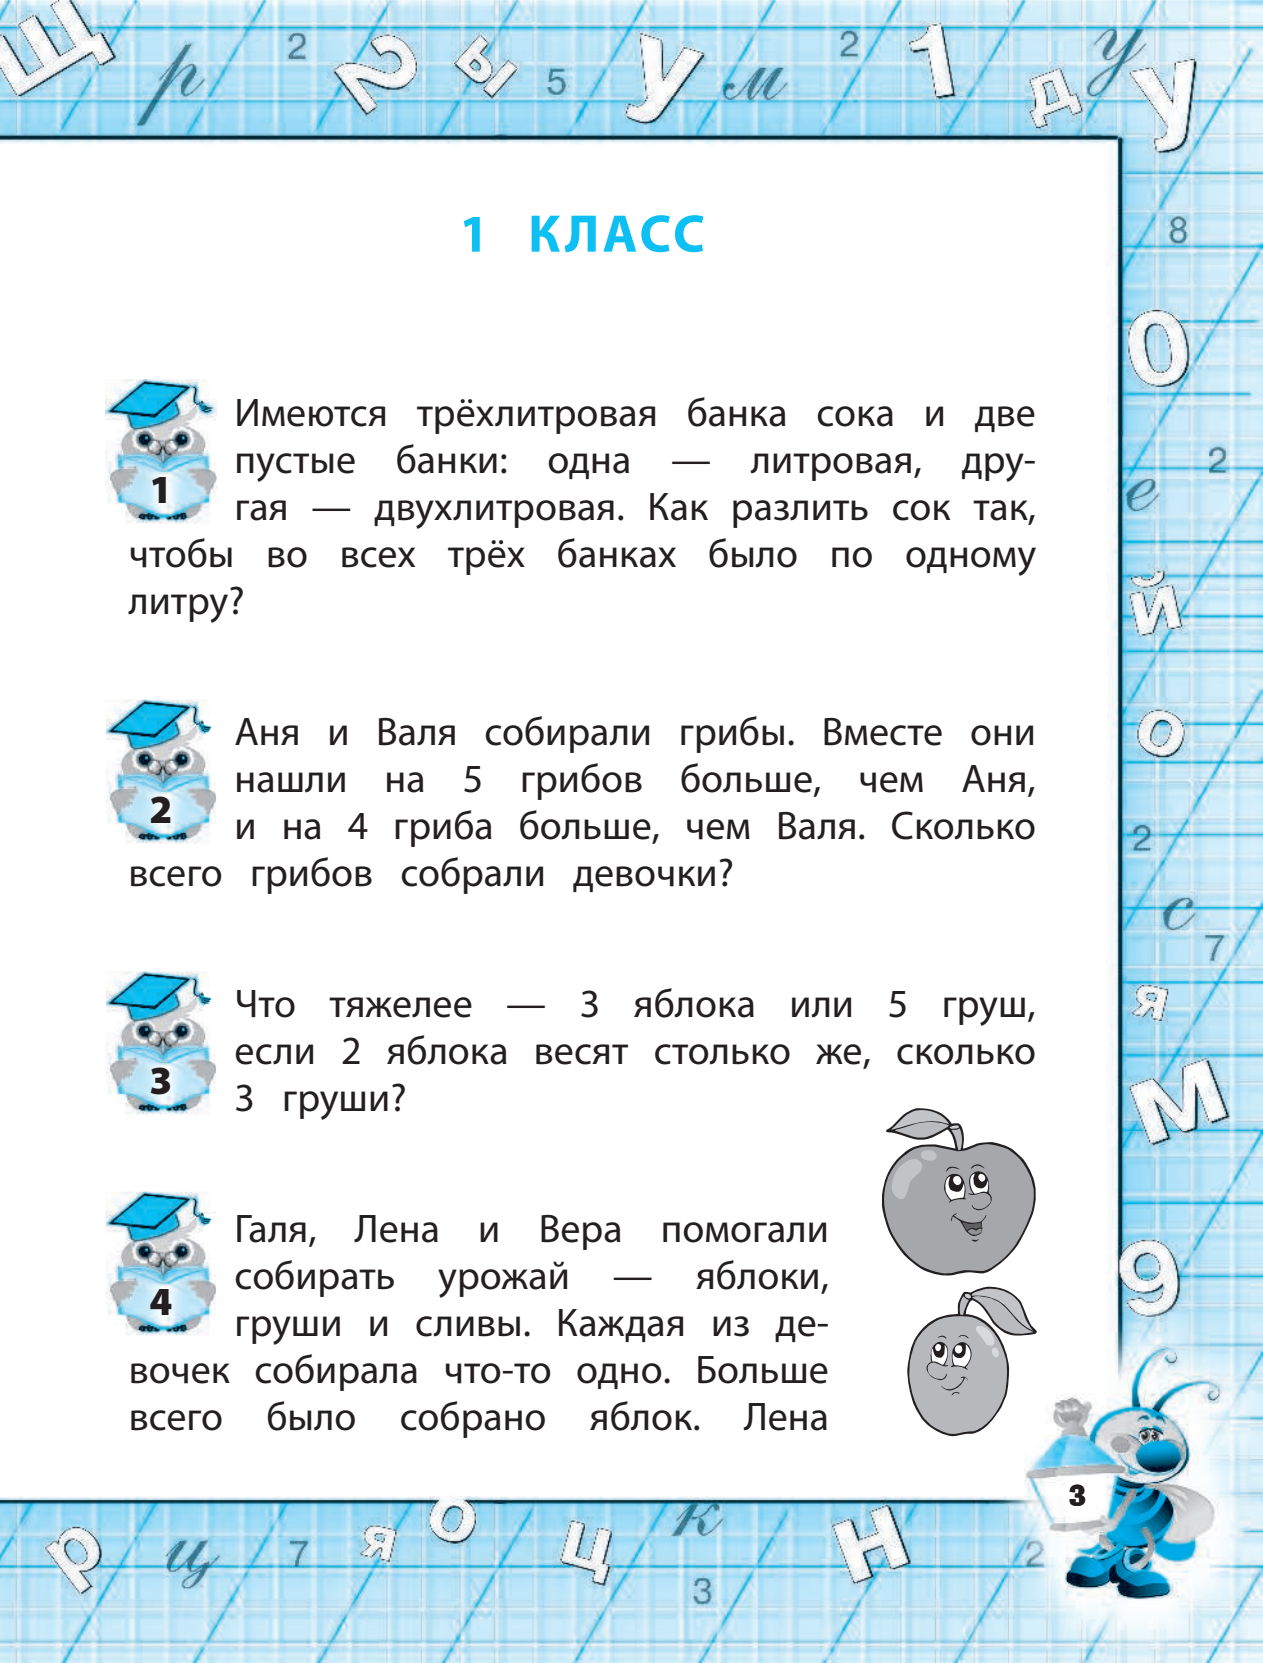 1 КЛАСС
1
Имеются трёхлитровая банка сока и две
пустые банки: одна — литровая, дру-
гая — двухлитровая. Как разлить сок так,
чтобы во всех трёх банках было по одному
литру?
2
Аня и Валя собирали грибы. Вместе они
нашли на 5 грибов больше, чем Аня,
и на 4 гриба больше, чем Валя. Сколько
всего грибов собрали девочки?
3
Что тяжелее — 3 яблока или 5 груш,
если 2 яблока весят столько же, сколько
3 груши?
4
Галя, Лена и Вера помогали
собирать урожай — яблоки,
груши и сливы. Каждая из де-
вочек собирала что-то одно. Больше
всего было собрано яблок. Лена
3